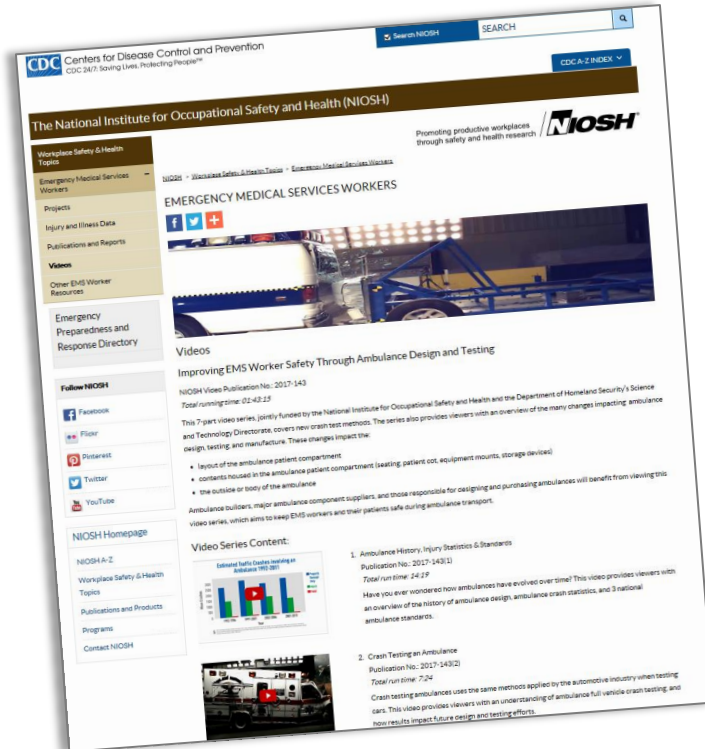 CDC Centers for Disease Control and Prevention
CDC 24/7: Saving Lives, Protecting People™
Search NIOSH
SEARCH
CDC A-Z INDEX
The National Institute for Occupational Safety and Health (NIOSH)
Promoting productive workplaces
through safety and health research
NIOSH
Workplace Safety & Health
Topics
Emergency Medical Services
Workers
Projects
Injury and Illness Data
Publications and Reports
Videos
Other EMS Worker
Resources
Emergency
Preparedness and
Response Directory
Follow NIOSH
Facebook
Flickr
Pinterest
Twitter
YouTube
NIOSH Homepage
NIOSH A-Z
Workplace Safety & Health
Topics
Publications and Products
Programs
Contact NIOSH
NIOSH > Workplace Safety & Health Topics > Emergency Medical Services Workers
EMERGENCY MEDICAL SERVICES WORKERS
Videos
Improving EMS Worker Safety Through Ambulance Design and Testing
NIOSH Video Publication No.: 2017-143
Total running time: 01:43:15
This 7-part video series, jointly funded by the National Institute for Occupational Safety and Health and the Department of Homeland Security's Science
and Technology Directorate, covers new crash test methods. The series also provides viewers with an overview of the many changes impacting ambulance
design, testing, and manufacture. These changes impact the:
• layout of the ambulance patient compartment
• contents housed in the ambulance patient compartment (seating, patient cot, equipment mounts, storage devices)
• the outside or body of the ambulance
Ambulance builders, major ambulance component suppliers, and those responsible for designing and purchasing ambulances will benefit from viewing this
video series, which aims to keep EMS workers and their patients safe during ambulance transport.
Video Series Content:
Estimated Traffic Crashes Involving an
Ambulance 1992-2011
1. Ambulance History, Injury Statistics & Standards
Publication No.: 2017-143(1)
Total run time: 14:19
Have you ever wondered how ambulances have evolved over time? This video provides viewers with
an overview of the history of ambulance design, ambulance crash statistics, and 3 national
ambulance standards.
2. Crash Testing an Ambulance
Publication No.: 2017-143(2)
Total run time: 7:24
Crash testing ambulances uses the same methods applied by the automotive industry when testing
cars. This video provides viewers with an understanding of ambulance full vehicle crash testing, and
how results impact future design and testing efforts.